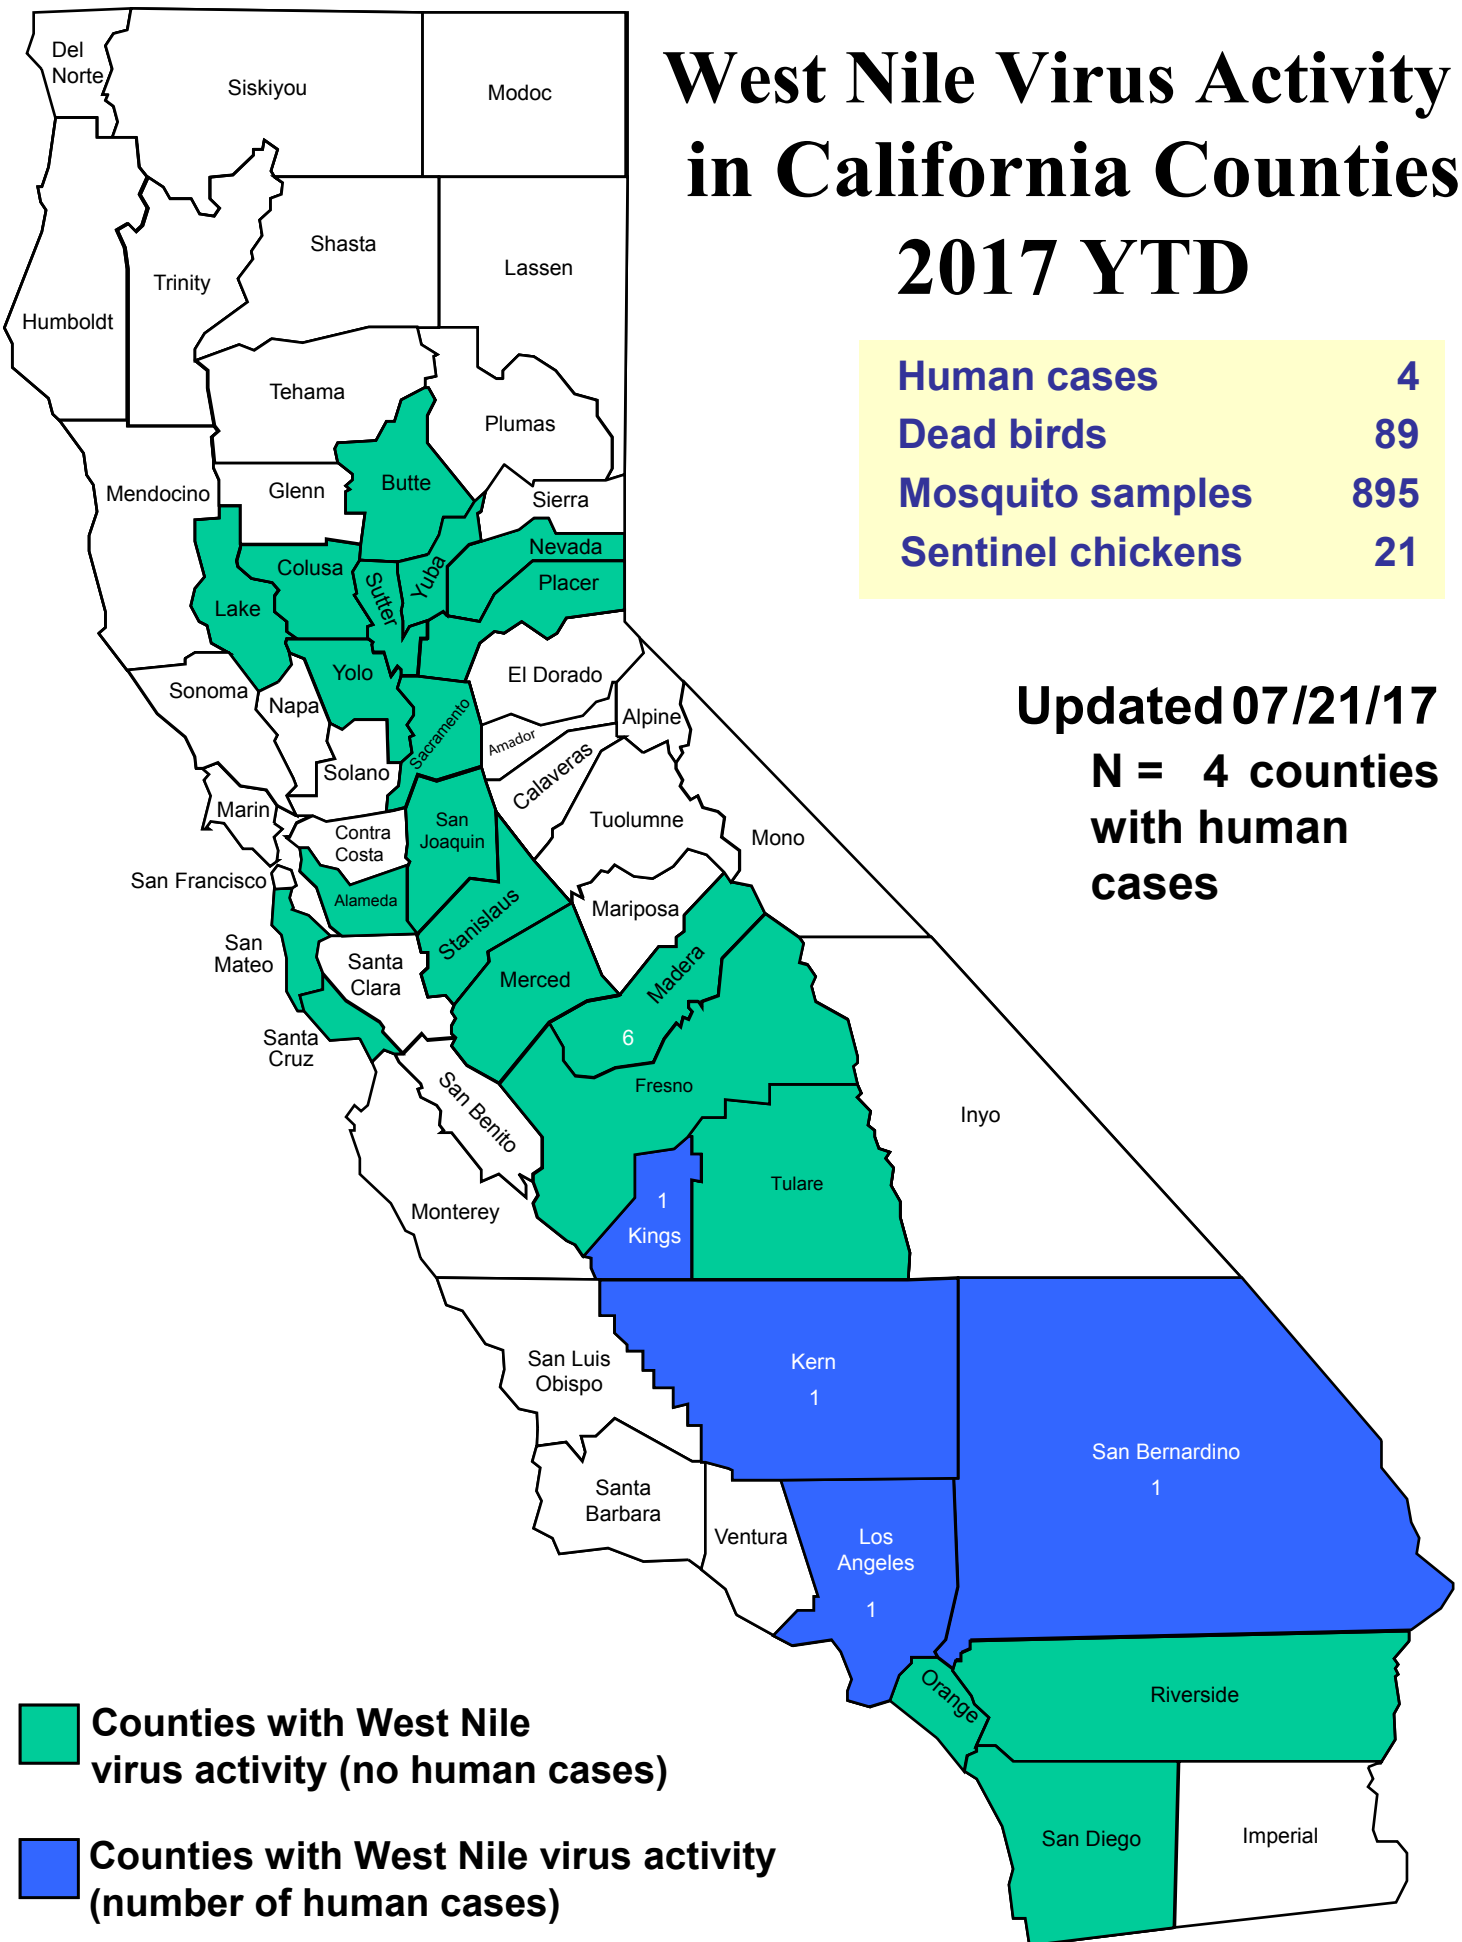 West Nile Virus Activity
in California Counties
2017 YTD
Human cases 4
Dead birds 89
Mosquito samples 895
Sentinel chickens 21
Updated 07/21/17
N = 4 counties
with human
cases
Del
Norte
Siskiyou
Modoc
Shasta
Lassen
Trinity
Humboldt
Tehama
Plumas
Butte
Mendocino
Glenn
Sierra
Nevada
Colusa
Sutter
Yuba
Placer
Lake
Yolo
El Dorado
Sonoma
Napa
Sacramento
Alpine
Amador
Solano
Calaveras
Marin
Contra
Costa
San
Joaquin
Tuolumne
Mono
San Francisco
Alameda
Stanislaus
Mariposa
San
Mateo
Santa
Clara
Merced
Madera
6
Santa
Cruz
Fresno
San Benito
Inyo
Tulare
Monterey
1
Kings
San Luis
Obispo
Kern
1
San Bernardino
1
Santa
Barbara
Ventura
Los
Angeles
1
Orange
Riverside
San Diego
Imperial
Counties with West Nile
virus activity (no human cases)
Counties with West Nile virus activity
(number of human cases)